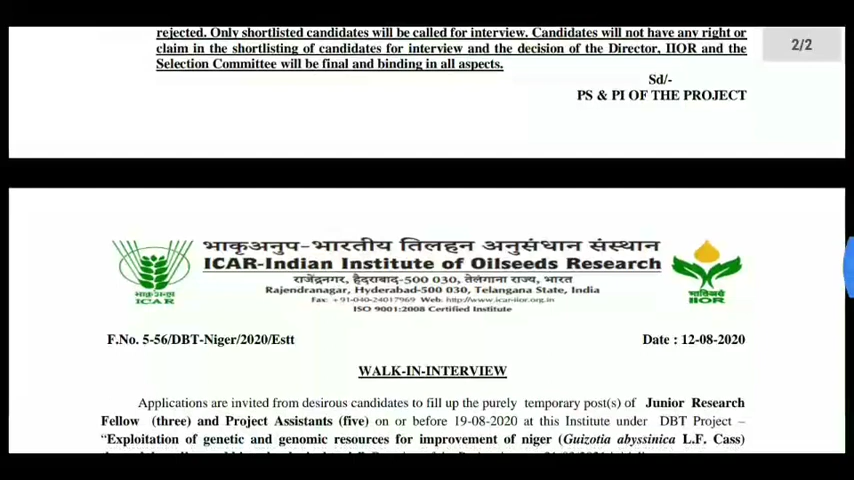 rejected. Only shortlisted candidates will be called for interview. Candidates will not have any right or
claim in the shortlisting of candidates for interview and the decision of the Director, IIOR and the
Selection Committee will be final and binding in all aspects.
2/2
Sd/-
PS & PI OF THE PROJECT
भाकृअनुप-भारतीय तिलहन अनुसंधान संस्थान
ICAR-Indian Institute of Oilseeds Research
राजेंद्रनगर, हैदराबाद-500 030, तेलंगाना राज्य, भारत
Rajendranagar, Hyderabad-500 030, Telangana State, India
Fax: +91-040-24017969 Web: http://www.icar-iior.org.in
ISO 9001:2008 Certified Institute
भाकृअनुप
ICAR
IIOR
F.No. 5-56/DBT-Niger/2020/Estt
Date : 12-08-2020
WALK-IN-INTERVIEW
Applications are invited from desirous candidates to fill up the purely temporary post(s) of Junior Research
Fellow (three) and Project Assistants (five) on or before 19-08-2020 at this Institute under DBT Project –
“Exploitation of genetic and genomic resources for improvement of niger (Guizotia abyssinica L.F. Cass)